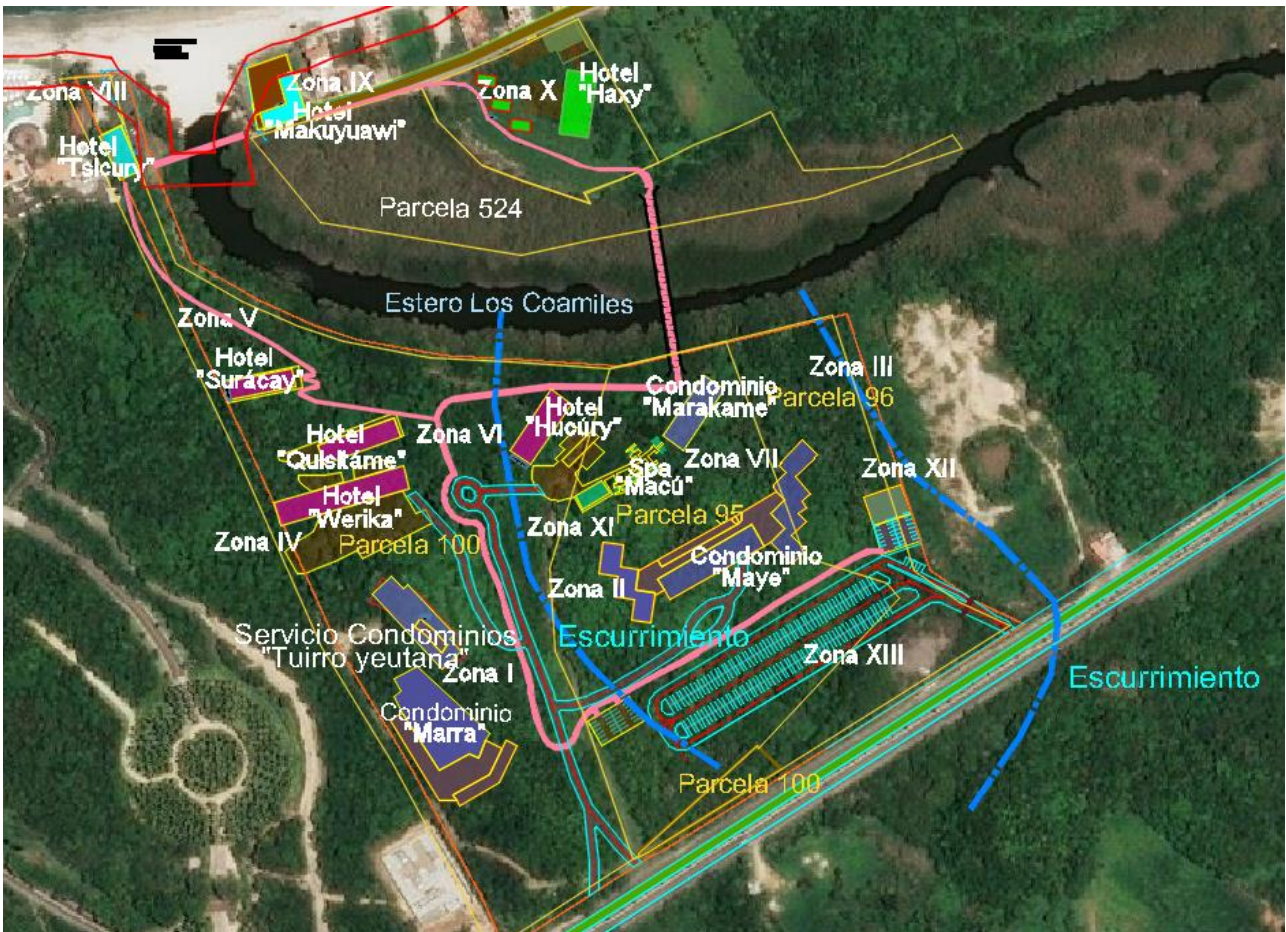 Zona VIII
Zona IX
Hotel
"Makuyuawi"
Zona X
Hotel
"Haxy"
Hotel
"Tsicury"
Parcela 524
Estero Los Coamiles
Zona V
Hotel
"Surácay"
Zona III
Parcela 96
Condominio
"Marakame"
Hotel
"Hucúry"
Zona VI
Hotel
"Quisitáme"
Hotel
"Werika"
Zona IV
Parcela 100
Spa
"Macú"
Zona VII
Zona XII
Zona XI
Parcela 95
Condominio
"Maye"
Zona II
Servicio Condominios
"Tuirro yeutana"
Zona I
Escurrimiento
Zona XIII
Escurrimiento
Condominio
"Marra"
Parcela 100